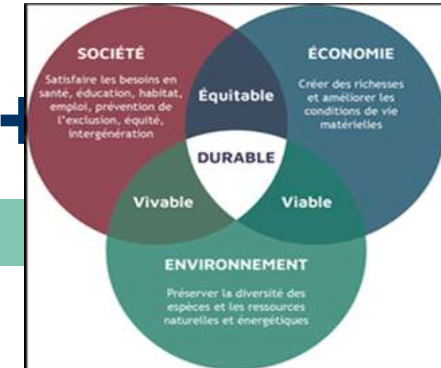 SOCIÉTÉ
Satisfaire les besoins en
santé, éducation, habitat,
emploi, prévention de
l'exclusion, équité,
intergénération
Équitable
ÉCONOMIE
Créer des richesses
et améliorer les
conditions de vie
matérielles
DURABLE
Vivable
Viable
ENVIRONNEMENT
Préserver la diversité des
espèces et les ressources
naturelles et énergétiques